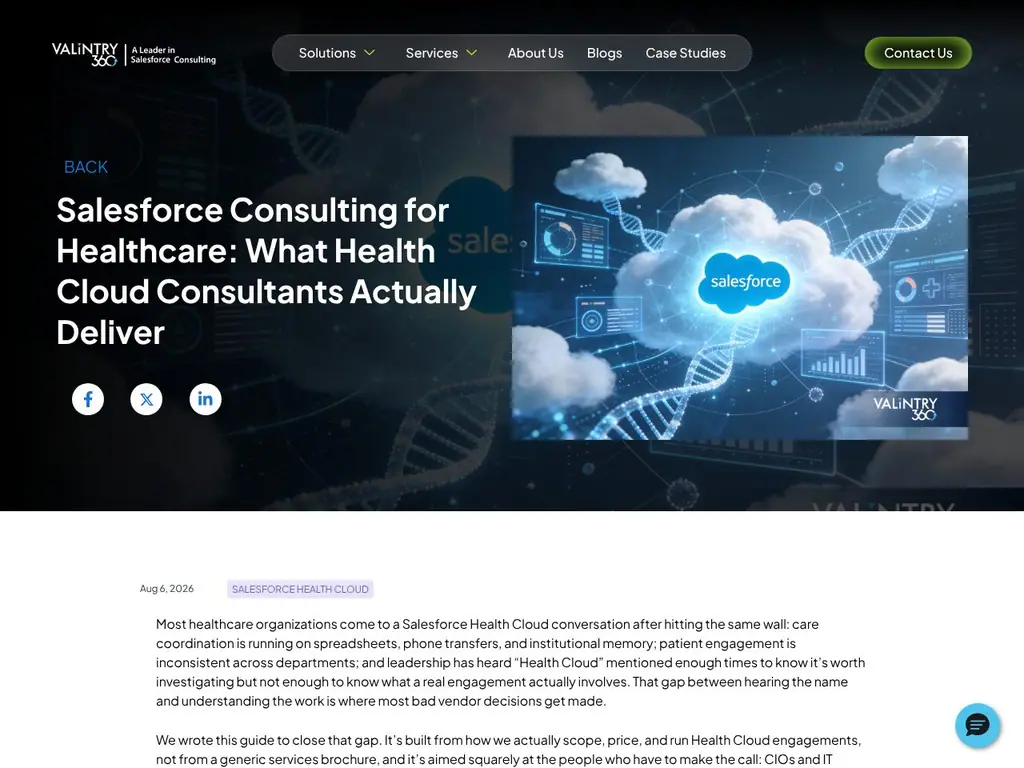 VALiNTRY
360
A Leader in
Salesforce Consulting
Solutions
Services
About Us
Blogs
Case Studies
Contact Us
BACK
Salesforce Consulting for
Healthcare: What Health
Cloud Consultants Actually
Deliver
sales
salesforce
VALiNTRY
360
VALiNTRY
Aug 6, 2026
SALESFORCE HEALTH CLOUD
Most healthcare organizations come to a Salesforce Health Cloud conversation after hitting the same wall: care
coordination is running on spreadsheets, phone transfers, and institutional memory; patient engagement is
inconsistent across departments; and leadership has heard “Health Cloud” mentioned enough times to know it’s worth
investigating but not enough to know what a real engagement actually involves. That gap between hearing the name
and understanding the work is where most bad vendor decisions get made.
We wrote this guide to close that gap. It’s built from how we actually scope, price, and run Health Cloud engagements,
not from a generic services brochure, and it’s aimed squarely at the people who have to make the call: CIOs and IT